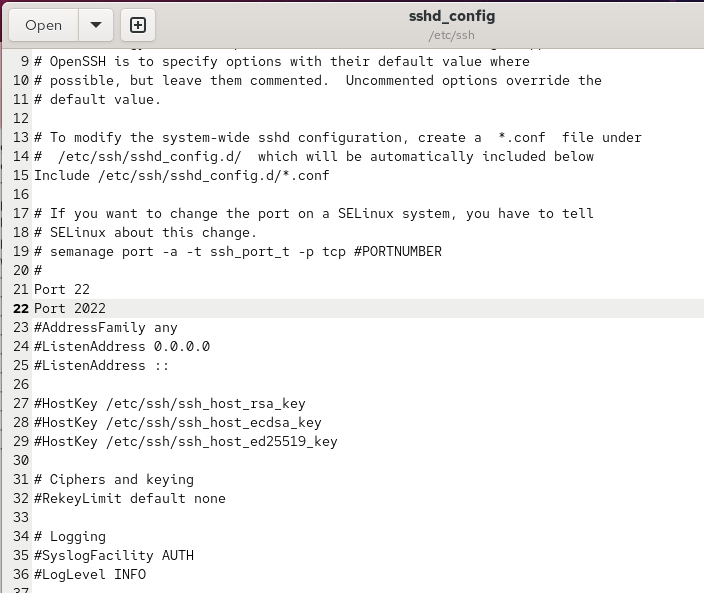 Open
sshd_config
/etc/ssh
9 # OpenSSH is to specify options with their default value where
10 # possible, but leave them commented.  Uncommented options override the
11 # default value.
12
13 # To modify the system-wide sshd configuration, create a  *.conf  file under
14 #  /etc/ssh/sshd_config.d/  which will be automatically included below
15 Include /etc/ssh/sshd_config.d/*.conf
16
17 # If you want to change the port on a SELinux system, you have to tell
18 # SELinux about this change.
19 # semanage port -a -t ssh_port_t -p tcp #PORTNUMBER
20 #
21 Port 22
22 Port 2022
23 #AddressFamily any
24 #ListenAddress 0.0.0.0
25 #ListenAddress ::
26
27 #HostKey /etc/ssh/ssh_host_rsa_key
28 #HostKey /etc/ssh/ssh_host_ecdsa_key
29 #HostKey /etc/ssh/ssh_host_ed25519_key
30
31 # Ciphers and keying
32 #RekeyLimit default none
33
34 # Logging
35 #SyslogFacility AUTH
36 #LogLevel INFO
37